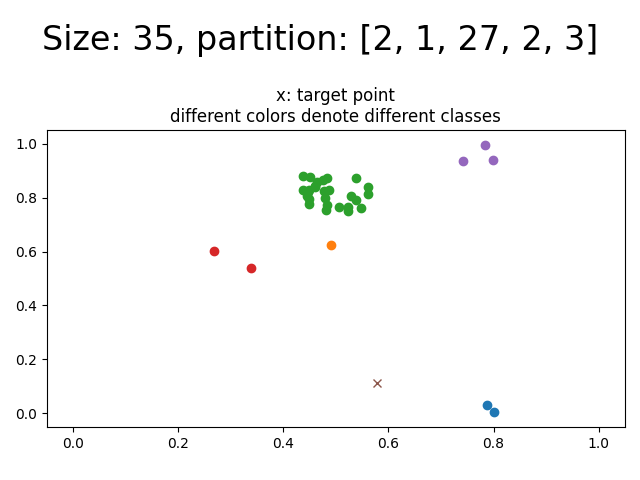 Size: 35, partition: [2, 1, 27, 2, 3]
x: target point
different colors denote different classes
1.0
0.8
0.6
0.4
0.2
0.0
0.0 0.2 0.4 0.6 0.8 1.0